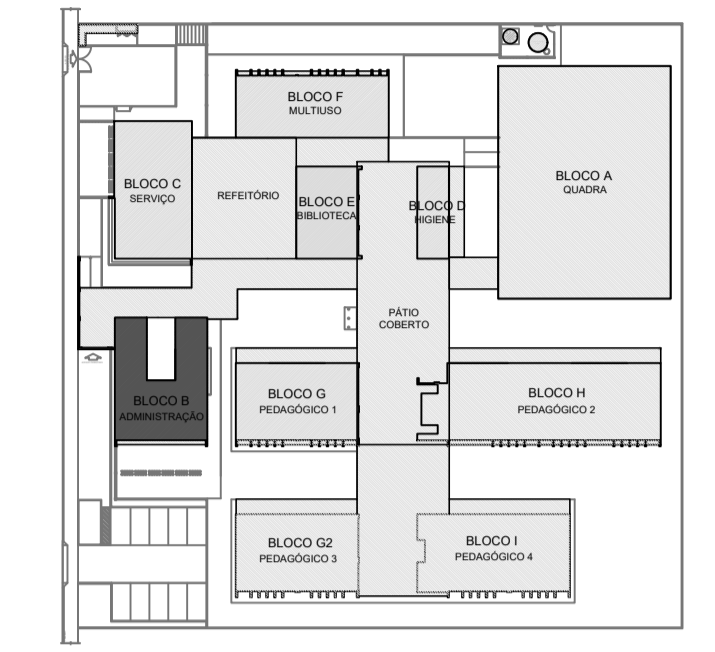 BLOCO F
MULTIUSO
BLOCO A
QUADRA
BLOCO C
SERVIÇO
REFEITÓRIO
BLOCO E
BIBLIOTECA
BLOCO D
HIGIENE
PÁTIO
COBERTO
BLOCO B
ADMINISTRAÇÃO
BLOCO G
PEDAGÓGICO 1
BLOCO H
PEDAGÓGICO 2
BLOCO G2
PEDAGÓGICO 3
BLOCO I
PEDAGÓGICO 4